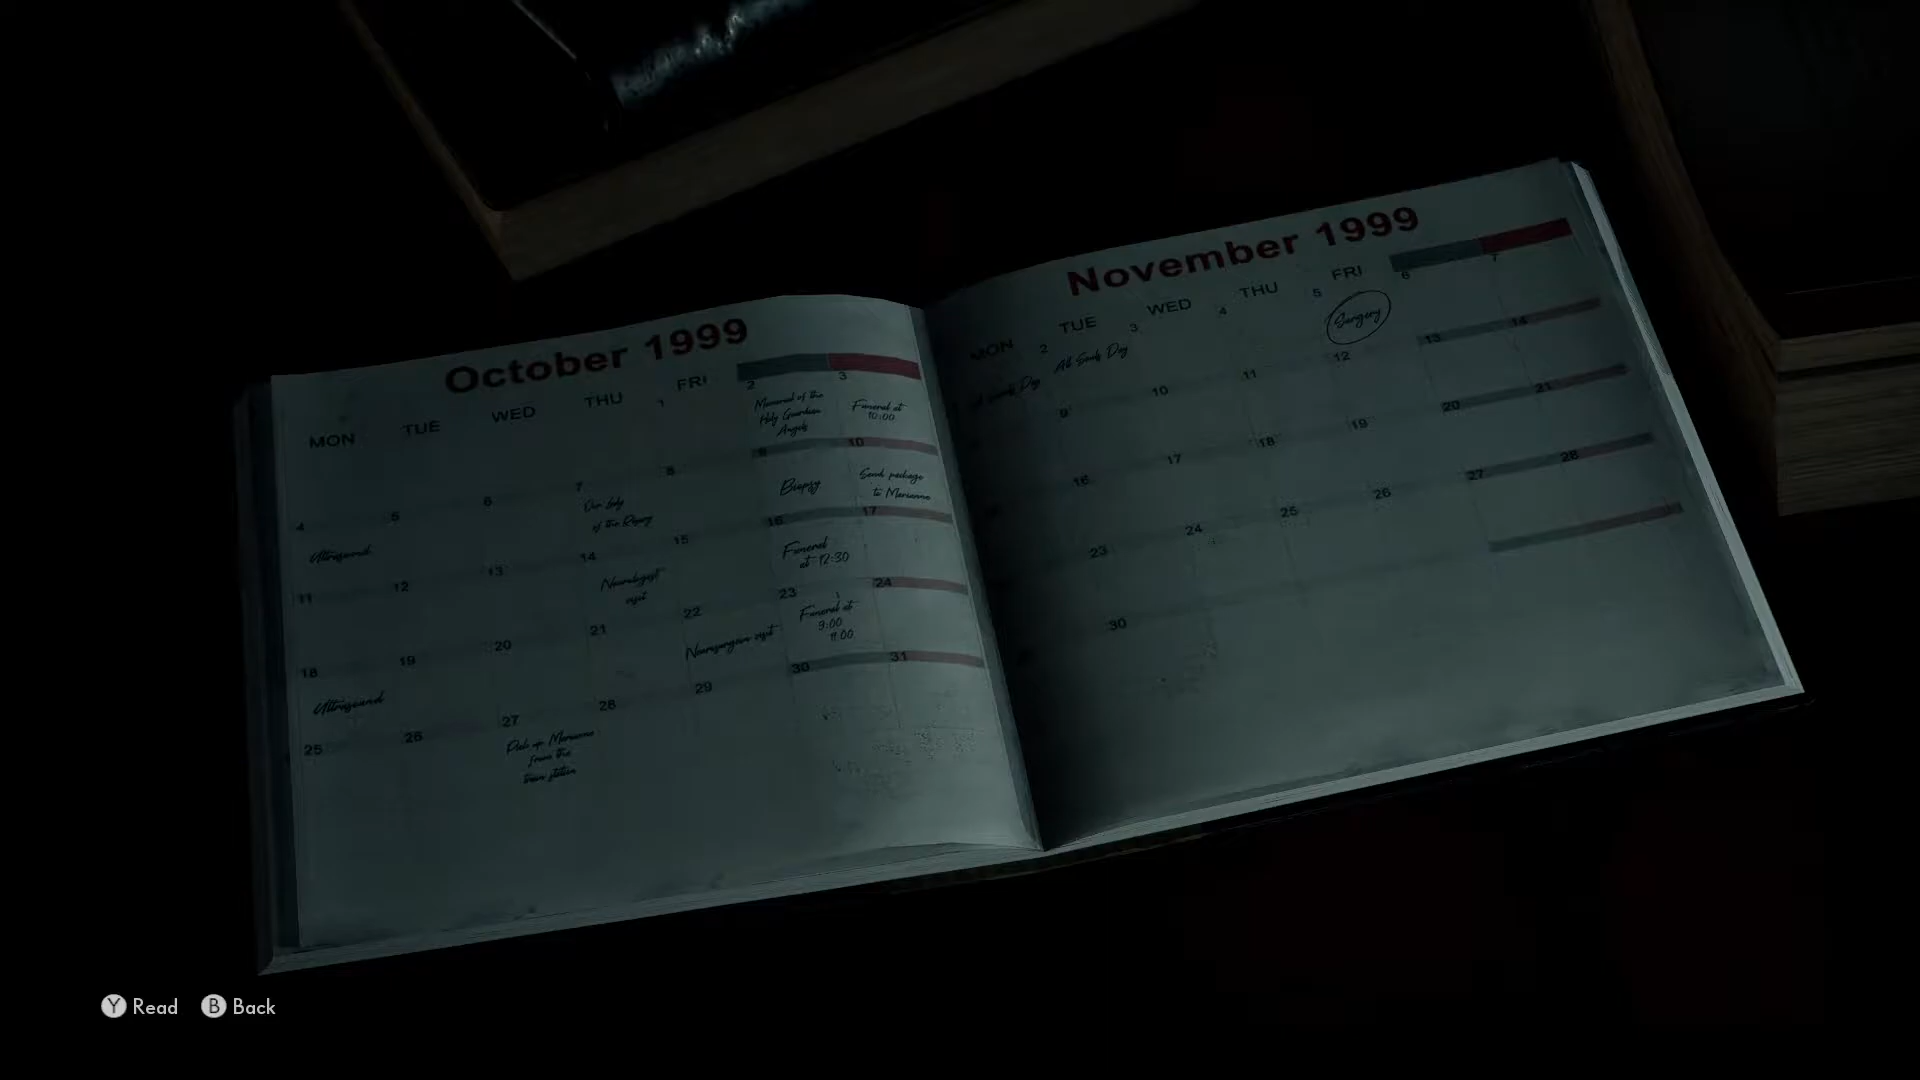 October 1999
MON TUE WED THU FRI
1 2 3
Memorial of the
Holy Guardian
Angels
Funeral at
10:00
4 5 6 7 8 9 10
Ultrasound
Our Lady
of the Rosary
Biopsy
Send package
to Marianne
11 12 13 14 15 16 17
Neurologist
visit
Funeral
at 12:30
18 19 20 21 22 23 24
Ultrasound
Neurosurgeon visit
Funeral at
9:00
11:00
25 26 27 28 29 30 31
Pick up Marianne
from the
train station
November 1999
MON TUE WED THU FRI
2 3 4 5 6 7
All Souls Day
Surgery
9 10 11 12 13 14
16 17 18 19 20 21
23 24 25 26 27 28
30
Y Read B Back